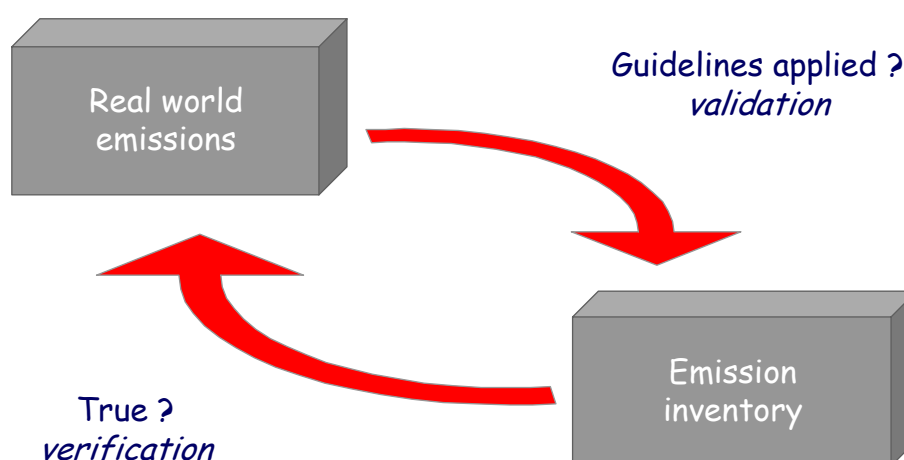 Real world
emissions
Guidelines applied ?
validation
Emission
inventory
True ?
verification